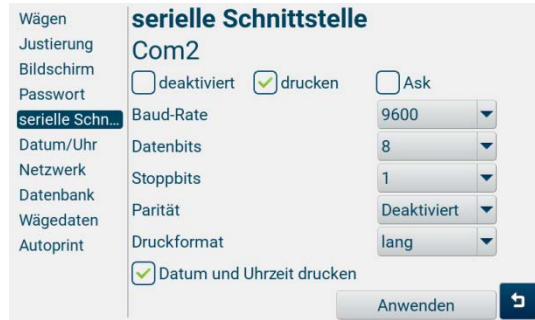 Wägen
Justierung
Bildschirm
Passwort
serielle Schn...
Datum/Uhr
Netzwerk
Datenbank
Wägedaten
Autoprint
serielle Schnittstelle
Com2
deaktiviert drucken Ask
Baud-Rate 9600
Datenbits 8
Stoppbits 1
Parität Deaktiviert
Druckformat lang
Datum und Uhrzeit drucken
Anwenden